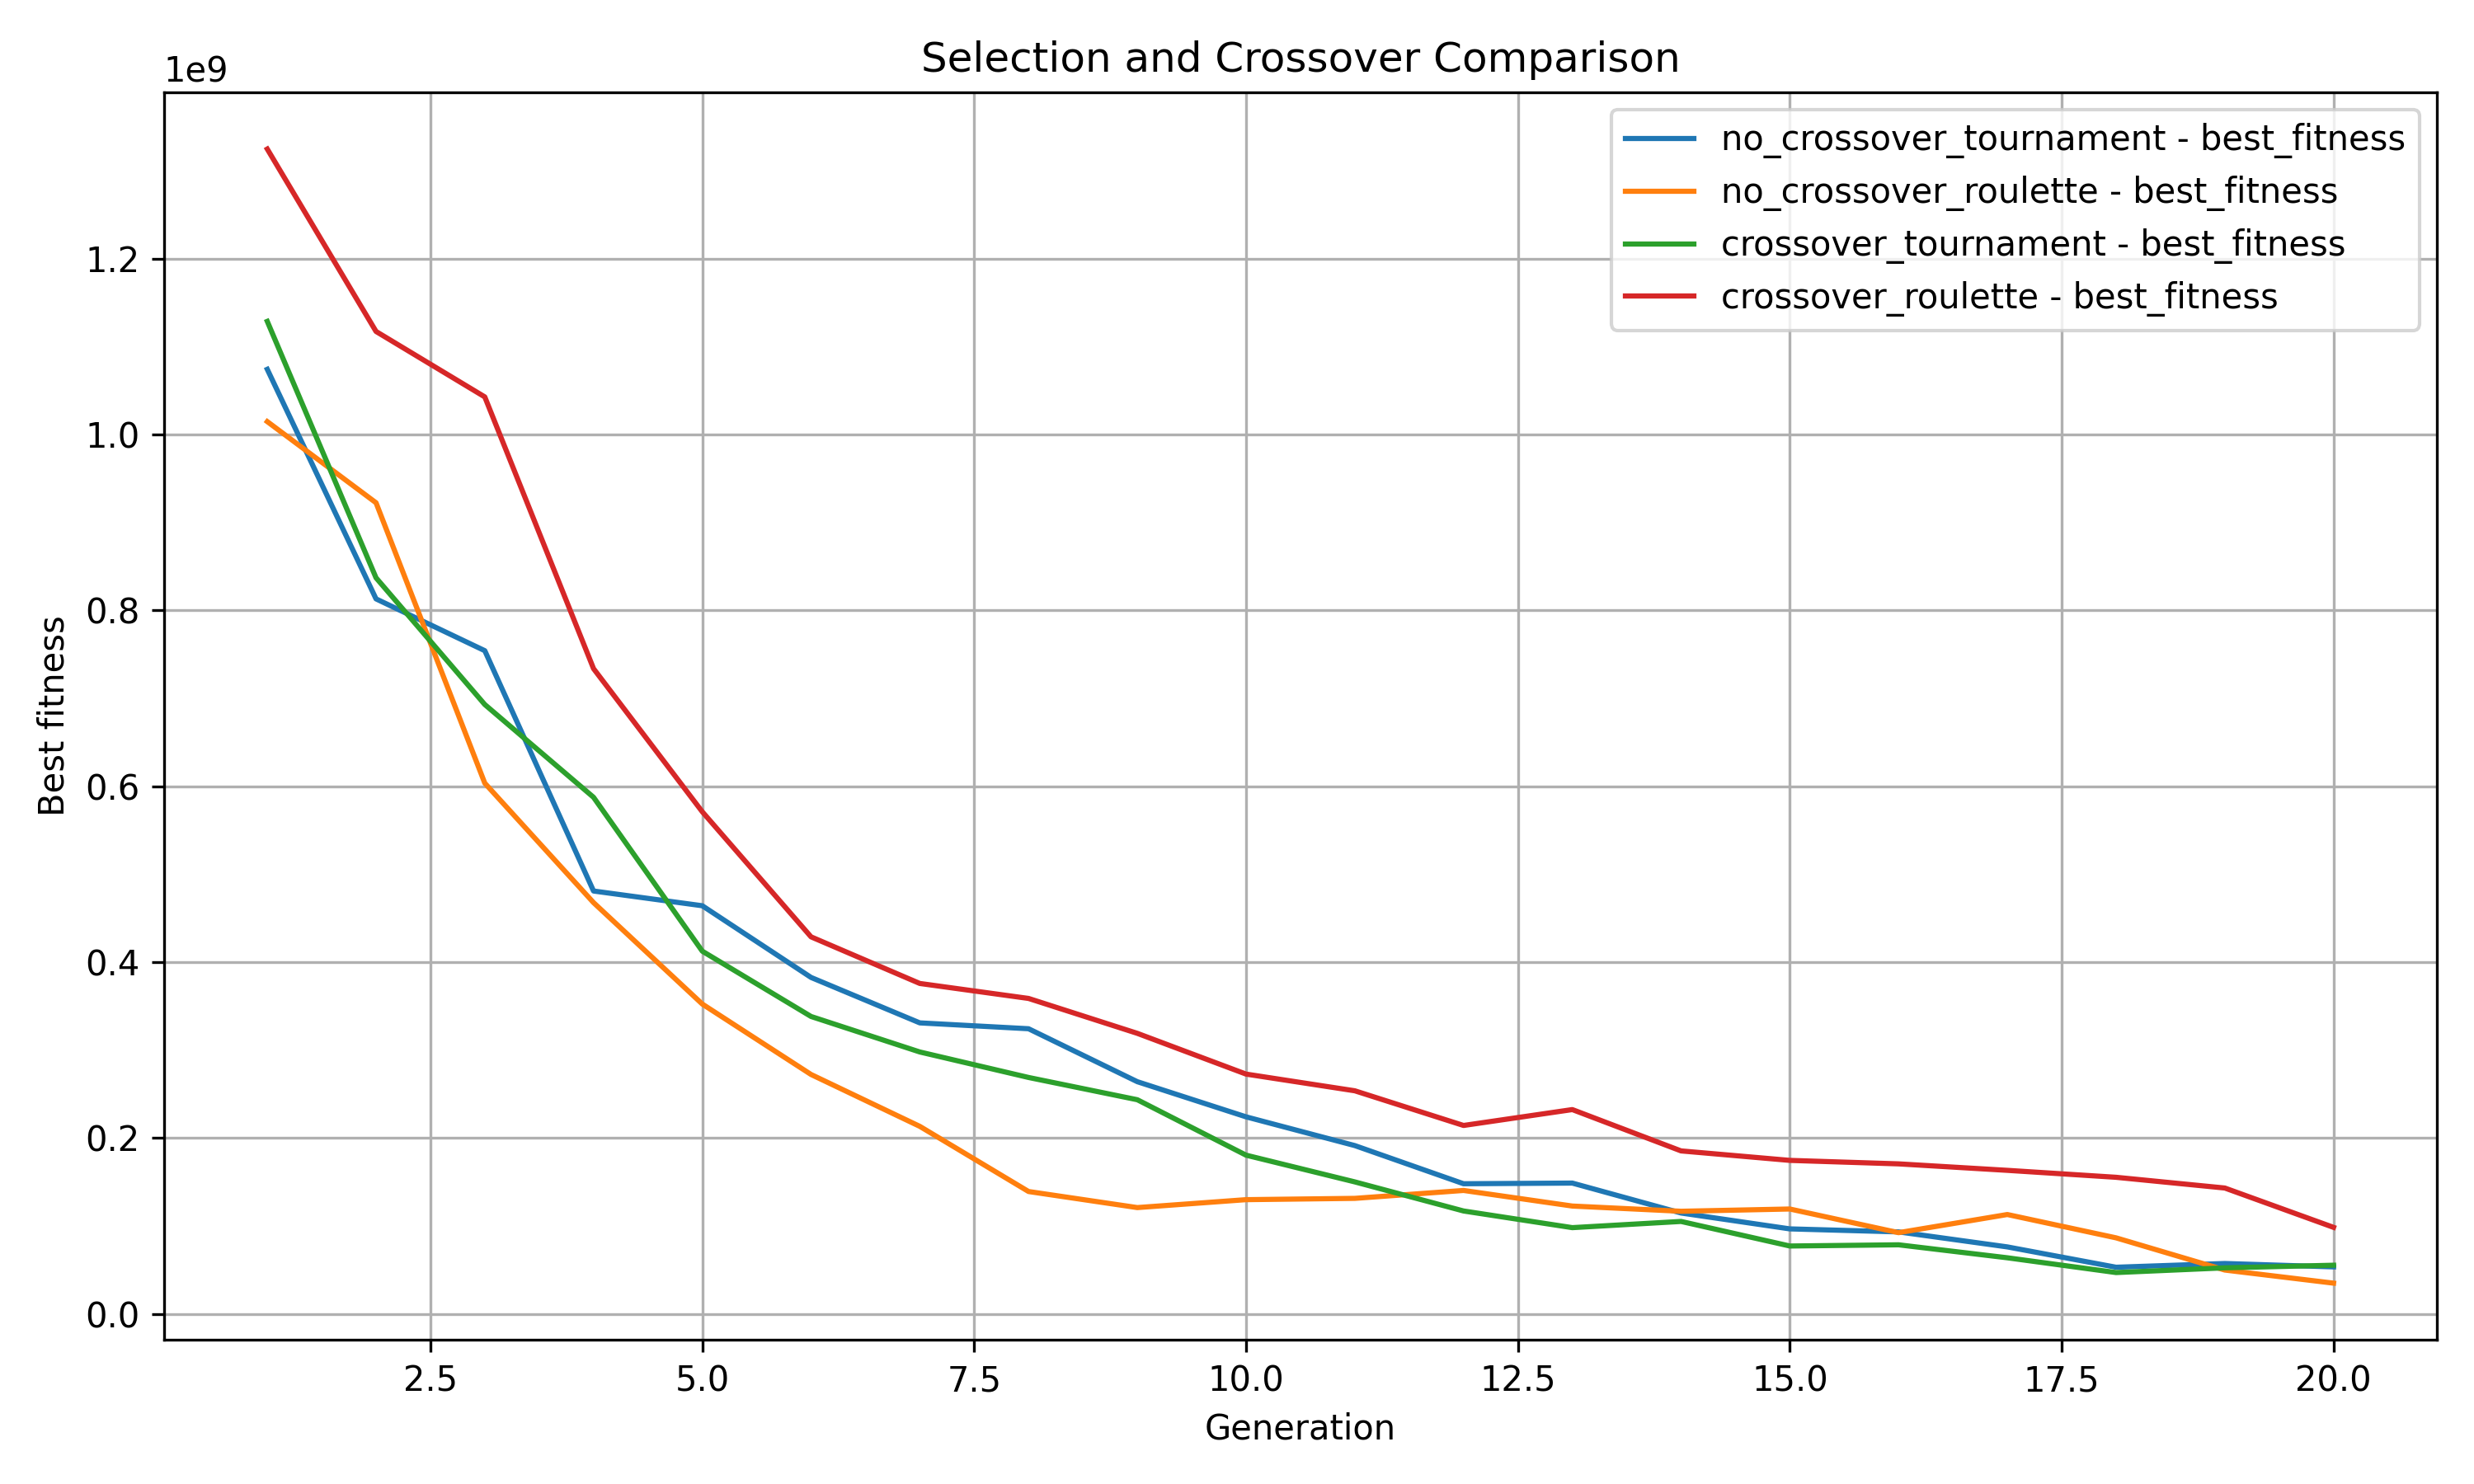 Selection and Crossover Comparison
1e9
no_crossover_tournament - best_fitness
no_crossover_roulette - best_fitness
crossover_tournament - best_fitness
crossover_roulette - best_fitness
1.2
1.0
0.8
0.6
0.4
0.2
0.0
Best fitness
2.5 5.0 7.5 10.0 12.5 15.0 17.5 20.0
Generation